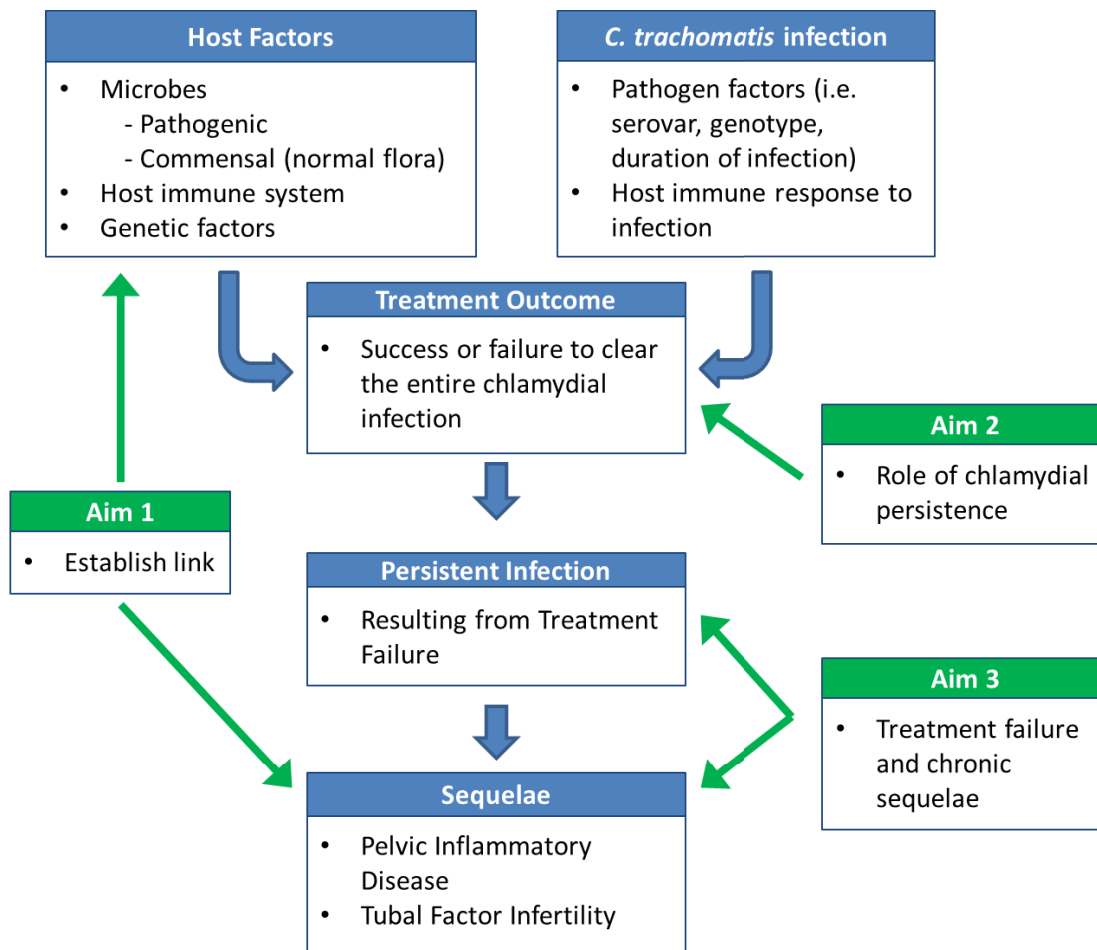 Host Factors
• Microbes
- Pathogenic
- Commensal (normal flora)
• Host immune system
• Genetic factors
C. trachomatis infection
• Pathogen factors (i.e.
serovar, genotype,
duration of infection)
• Host immune response to
infection
Treatment Outcome
• Success or failure to clear
the entire chlamydial
infection
Aim 2
• Role of chlamydial
persistence
Aim 1
• Establish link
Persistent Infection
• Resulting from Treatment
Failure
Aim 3
• Treatment failure
and chronic
sequelae
Sequelae
• Pelvic Inflammatory
Disease
• Tubal Factor Infertility